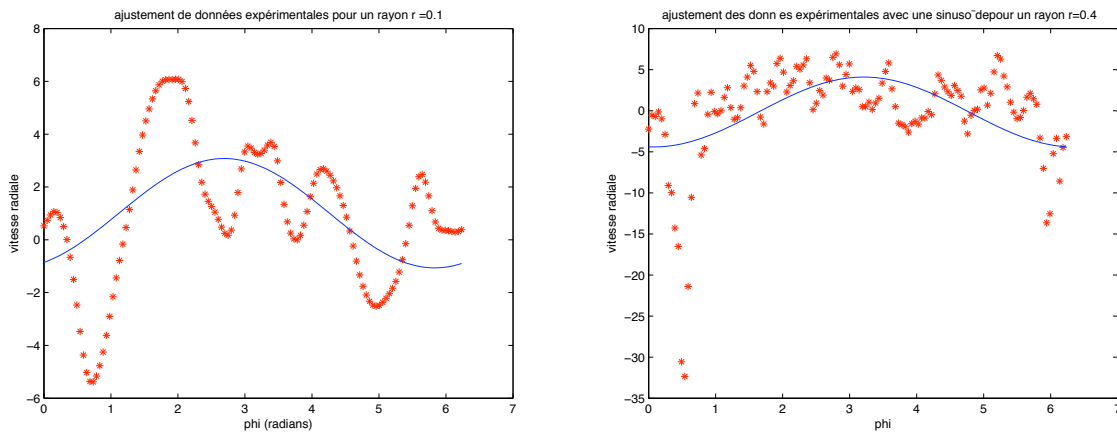 ajustement de données expérimentales pour un rayon r =0.1
8
6
4
2
0
−2
−4
−6
vitesse radiale
0 1 2 3 4 5 6 7
phi (radians)
ajustement des donn es expérimentales avec une sinuso¨depour un rayon r=0.4
10
5
0
−5
−10
−15
−20
−25
−30
−35
vitesse radiale
0 1 2 3 4 5 6 7
phi